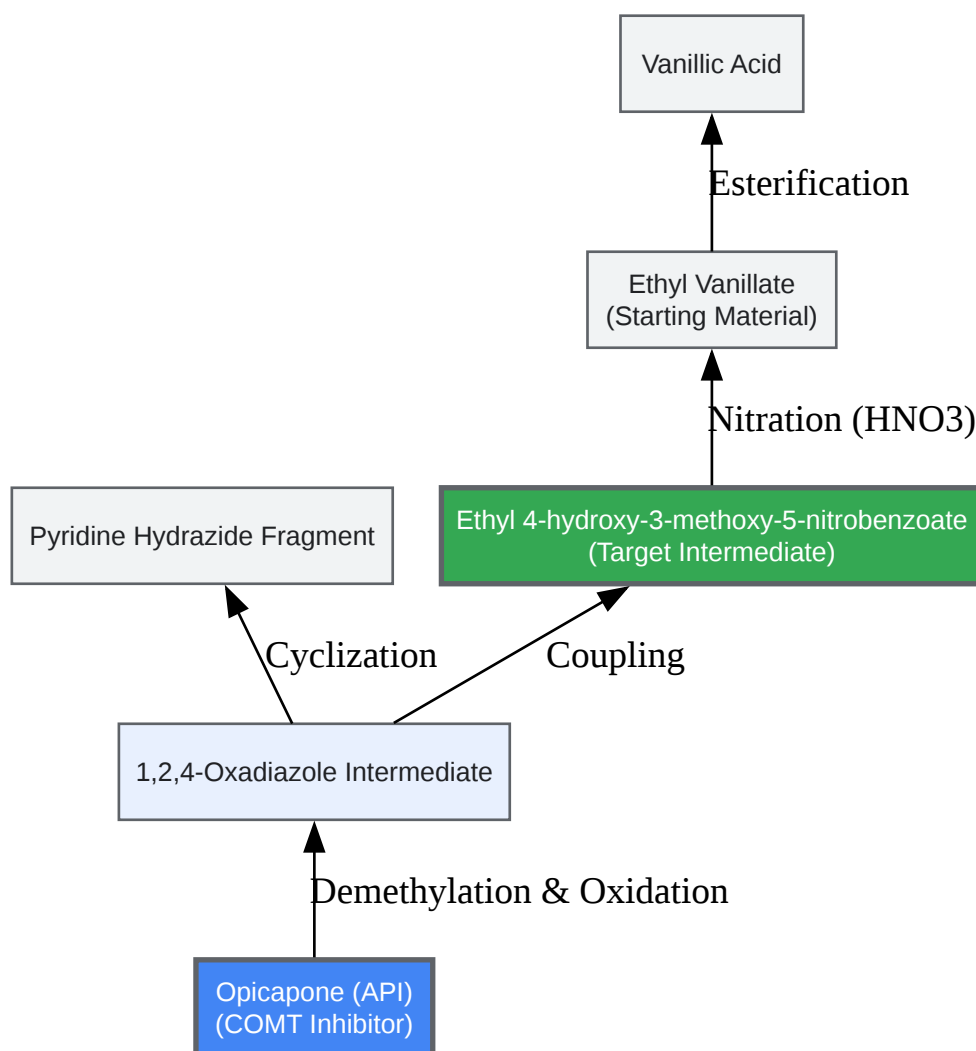 Vanillic Acid
Esterification
Ethyl Vanillate
(Starting Material)
Nitration (HNO3)
Pyridine Hydrazide Fragment
Ethyl 4-hydroxy-3-methoxy-5-nitrobenzoate
(Target Intermediate)
Cyclization
Coupling
1,2,4-Oxadiazole Intermediate
Demethylation & Oxidation
Opicapone (API)
(COMT Inhibitor)